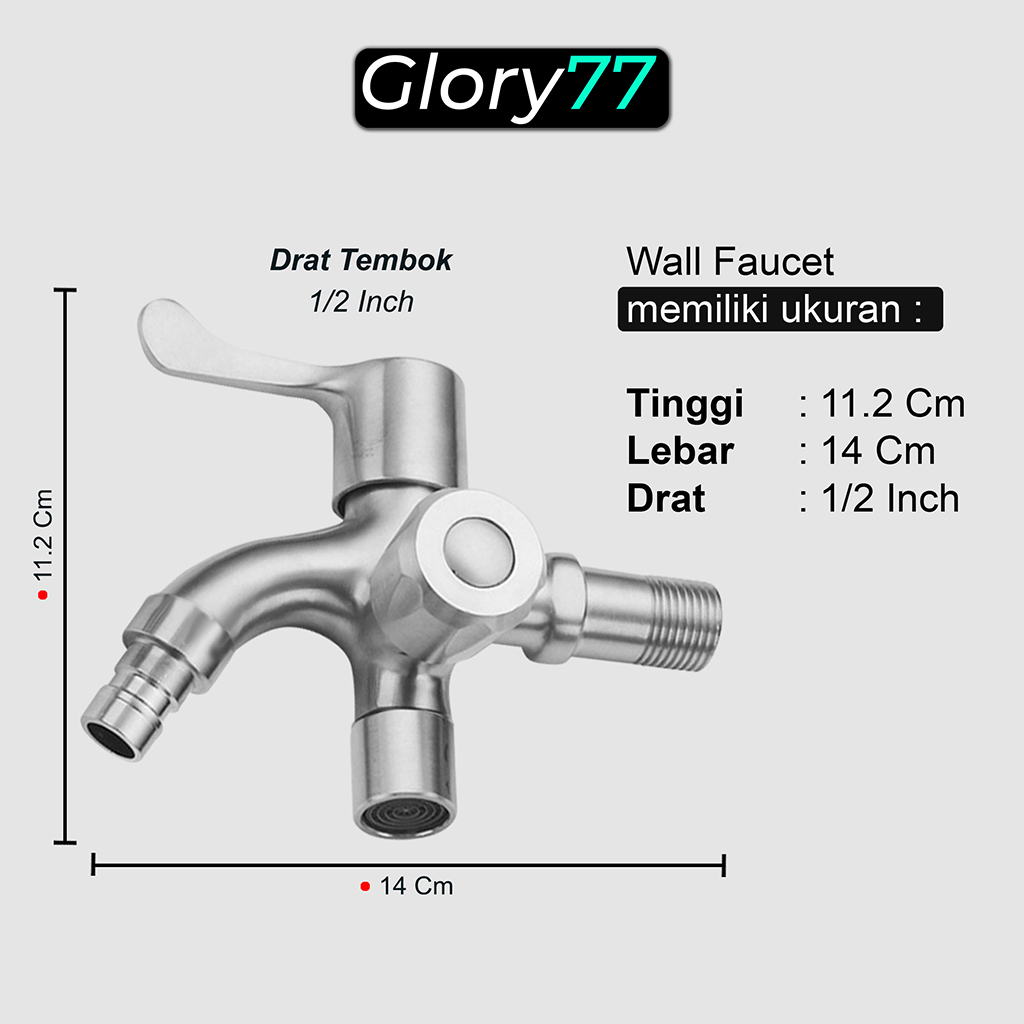 Glory77
Drat Tembok
1/2 Inch
Wall Faucet
memiliki ukuran :
Tinggi : 11.2 Cm
Lebar : 14 Cm
Drat : 1/2 Inch
11.2 Cm
14 Cm